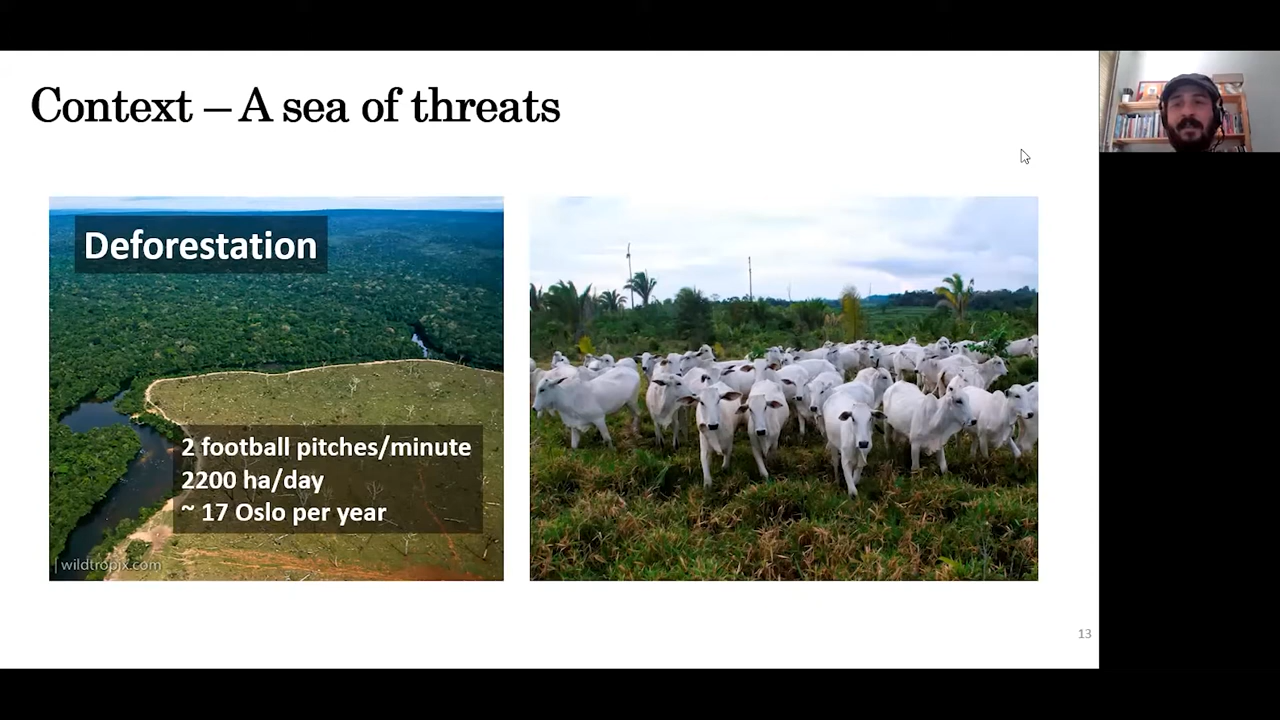 Context – A sea of threats
Deforestation
2 football pitches/minute
2200 ha/day
~ 17 Oslo per year
| wildtropix.com
13